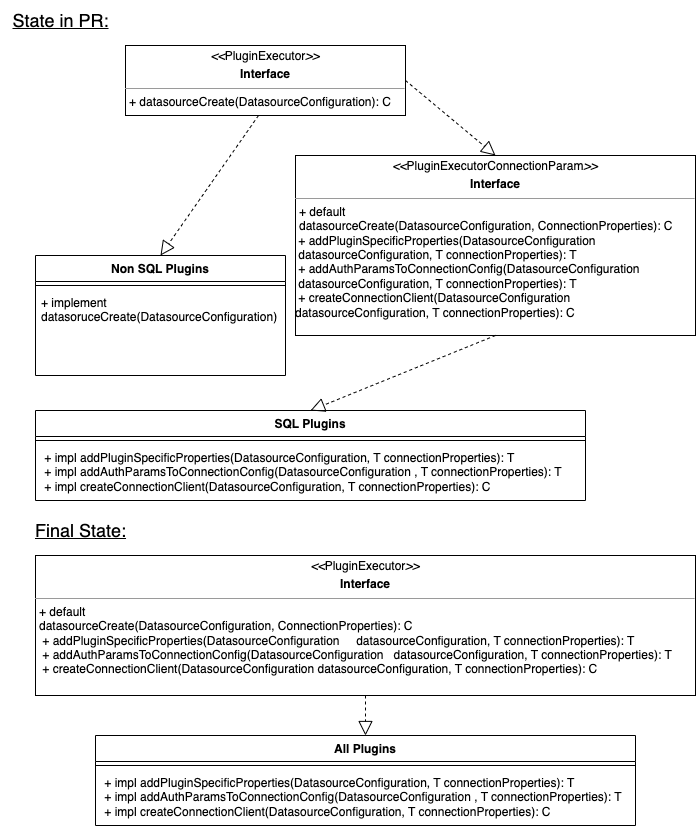 State in PR:
<<PluginExecutor>>
Interface
+ datasourceCreate(DatasourceConfiguration): C
<<PluginExecutorConnectionParam>>
Interface
+ default
datasourceCreate(DatasourceConfiguration, ConnectionProperties): C
+ addPluginSpecificProperties(DatasourceConfiguration
datasourceConfiguration, T connectionProperties): T
+ addAuthParamsToConnectionConfig(DatasourceConfiguration
datasourceConfiguration, T connectionProperties): T
+ createConnectionClient(DatasourceConfiguration
datasourceConfiguration, T connectionProperties): C
Non SQL Plugins
+ implement
datasoruceCreate(DatasourceConfiguration)
SQL Plugins
+ impl addPluginSpecificProperties(DatasourceConfiguration, T connectionProperties): T
+ impl addAuthParamsToConnectionConfig(DatasourceConfiguration , T connectionProperties): T
+ impl createConnectionClient(DatasourceConfiguration, T connectionProperties): C
Final State:
<<PluginExecutor>>
Interface
+ default
datasourceCreate(DatasourceConfiguration, ConnectionProperties): C
+ addPluginSpecificProperties(DatasourceConfiguration datasourceConfiguration, T connectionProperties): T
+ addAuthParamsToConnectionConfig(DatasourceConfiguration datasourceConfiguration, T connectionProperties): T
+ createConnectionClient(DatasourceConfiguration datasourceConfiguration, T connectionProperties): C
All Plugins
+ impl addPluginSpecificProperties(DatasourceConfiguration, T connectionProperties): T
+ impl addAuthParamsToConnectionConfig(DatasourceConfiguration , T connectionProperties): T
+ impl createConnectionClient(DatasourceConfiguration, T connectionProperties): C